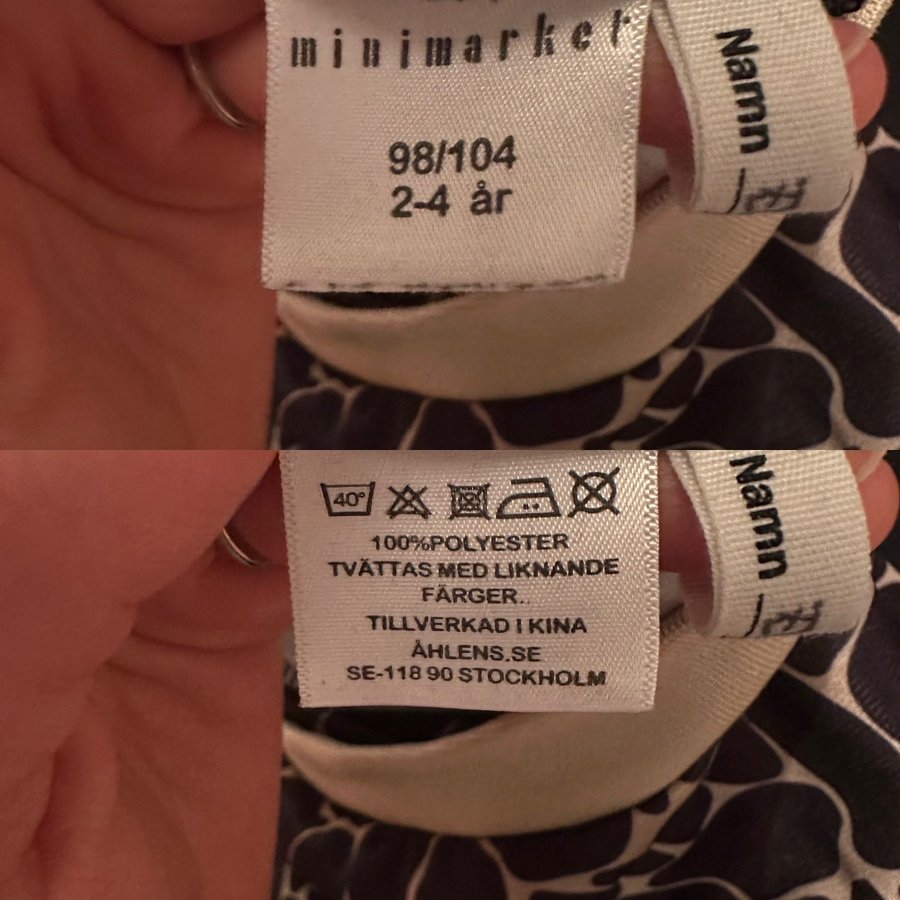 minimarket
98/104
2-4 år
Namn
40°
100%POLYESTER
TVÄTTAS MED LIKNANDE
FÄRGER.
TILLVERKAD I KINA
ÅHLENS.SE
SE-118 90 STOCKHOLM
Namn